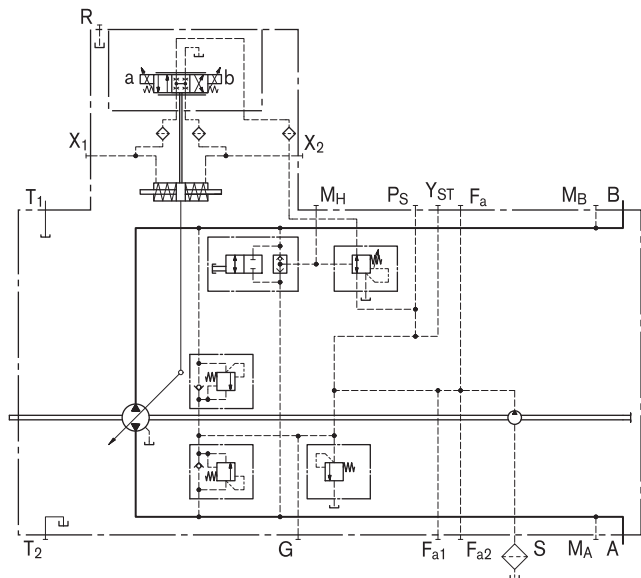 R
a b
X1 X2
T1 MH PS YST Fa MB B
T2 G Fa1 Fa2 S MA A